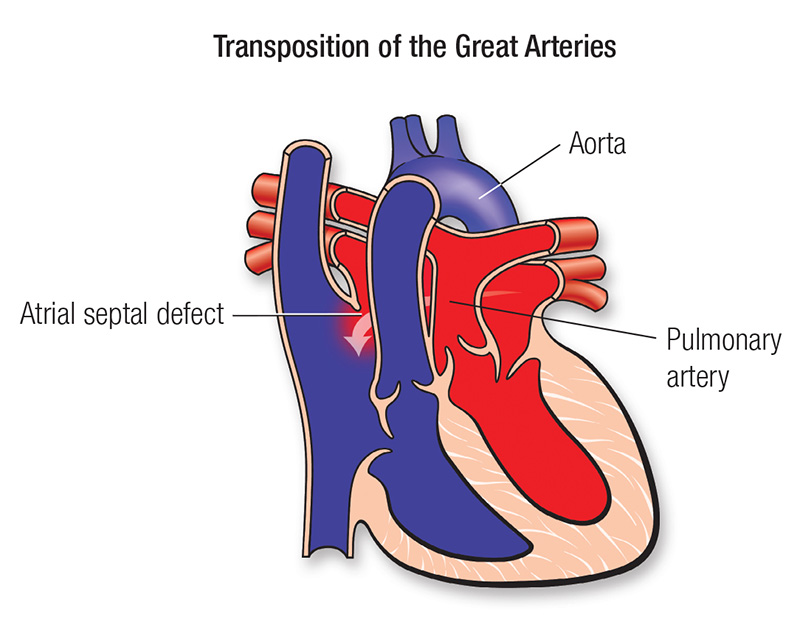 Transposition of the Great Arteries
Aorta
Atrial septal defect
Pulmonary
artery